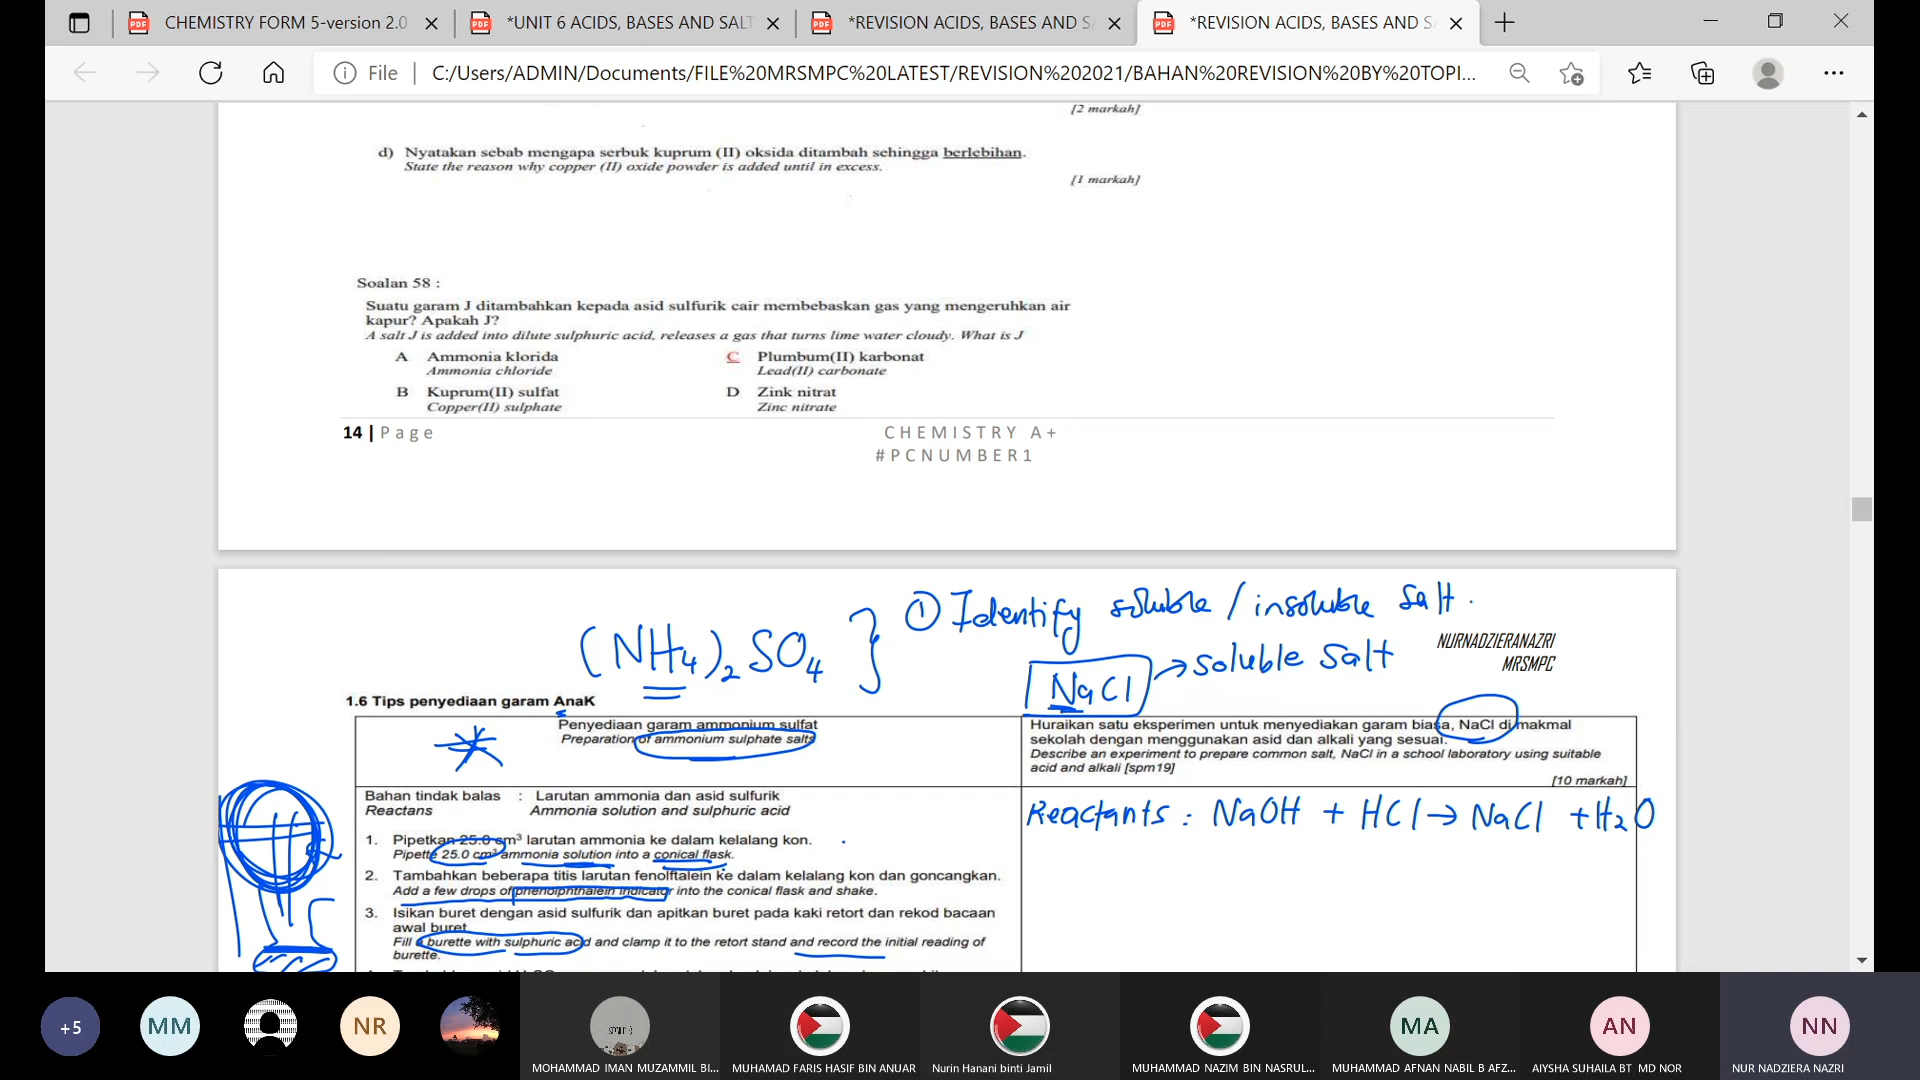 CHEMISTRY FORM 5-version 2.0
*UNIT 6 ACIDS, BASES AND SALT
*REVISION ACIDS, BASES AND SA
*REVISION ACIDS, BASES AND SA
File
C:/Users/ADMIN/Documents/FILE%20MRSMPC%20LATEST/REVISION%202021/BAHAN%20REVISION%20BY%20TOPI...
[2 markah]
d) Nyatakan sebab mengapa serbuk kuprum (II) oksida ditambah sehingga berlebihan.
State the reason why copper (II) oxide powder is added until in excess.
[1 markah]
Soalan 58 :
Suatu garam J ditambahkan kepada asid sulfurik cair membebaskan gas yang mengeruhkan air
kapur? Apakah J?
A salt J is added into dilute sulphuric acid, releases a gas that turns lime water cloudy. What is J
A Ammonia klorida
Ammonia chloride
C Plumbum(II) karbonat
Lead(II) carbonate
B Kuprum(II) sulfat
Copper(II) sulphate
D Zink nitrat
Zinc nitrate
14 | Page
CHEMISTRY A+
#PCNUMBER1
① Identify soluble / insoluble salt.
(NH₄)₂SO₄ }
NaCl → soluble salt
NURNADZIERANAZRI
MRSMPC
1.6 Tips penyediaan garam AnaK
Penyediaan garam ammonium sulfat
Preparation of ammonium sulphate salts
Huraikan satu eksperimen untuk menyediakan garam biasa, NaCl di makmal
sekolah dengan menggunakan asid dan alkali yang sesuai.
Describe an experiment to prepare common salt, NaCl in a school laboratory using suitable
acid and alkali [spm19]
[10 markah]
Bahan tindak balas : Larutan ammonia dan asid sulfurik
Reactans Ammonia solution and sulphuric acid
Reactants : NaOH + HCl → NaCl + H₂O
1. Pipetkan 25.0 cm³ larutan ammonia ke dalam kelalang kon.
Pipette 25.0 cm³ ammonia solution into a conical flask.
2. Tambahkan beberapa titis larutan fenolftalein ke dalam kelalang kon dan goncangkan.
Add a few drops of phenolphthalein indicator into the conical flask and shake.
3. Isikan buret dengan asid sulfurik dan apitkan buret pada kaki retort dan rekod bacaan
awal buret
Fill a burette with sulphuric acid and clamp it to the retort stand and record the initial reading of
burette.
+5
MM
NR
MA
AN
NN
MOHAMMAD IMAN MUZAMMIL BI...
MUHAMAD FARIS HASIF BIN ANUAR
Nurin Hanani binti Jamil
MUHAMMAD NAZIM BIN NASRUL...
MUHAMMAD AFNAN NABIL B AFZ...
AIYSHA SUHAILA BT MD NOR
NUR NADZIERA NAZRI